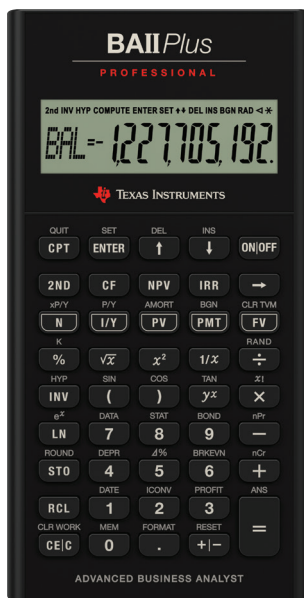 BAII Plus
PROFESSIONAL
2nd INV HYP COMPUTE ENTER SET DEL INS BGN RAD
BAL=-1,227,705,192.
TEXAS INSTRUMENTS
QUIT SET DEL INS
CPT ENTER ↑ ↓ ON|OFF
2ND CF NPV IRR →
xP/Y P/Y AMORT BGN CLR TVM
N I/Y PV PMT FV
K RAND
% √x x² 1/x ÷
HYP SIN COS TAN x!
INV ( ) yˣ ×
eˣ DATA STAT BOND nPr
LN 7 8 9 −
ROUND DEPR Δ% BRKEVN nCr
STO 4 5 6 +
DATE ICONV PROFIT ANS
RCL 1 2 3 =
CLR WORK MEM FORMAT RESET
CE|C 0 . +|−
ADVANCED BUSINESS ANALYST